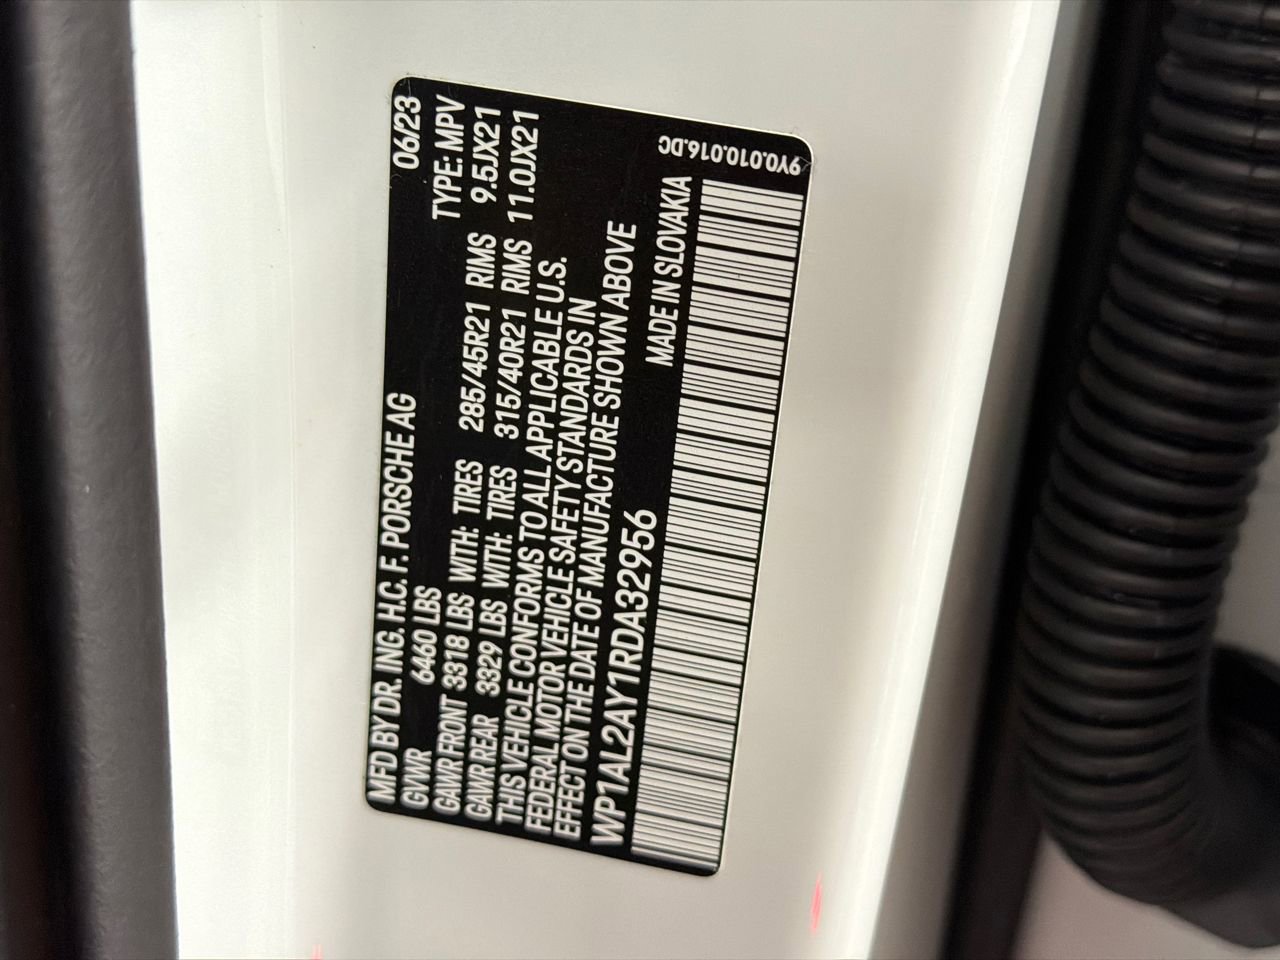 MFD BY DR. ING. H.C. F. PORSCHE AG 06/23
GVWR 6460 LBS TYPE: MPV
GAWR FRONT 3318 LBS WITH: TIRES 285/45R21 RIMS 9.5JX21
GAWR REAR 3329 LBS WITH: TIRES 315/40R21 RIMS 11.0JX21
THIS VEHICLE CONFORMS TO ALL APPLICABLE U.S.
FEDERAL MOTOR VEHICLE SAFETY STANDARDS IN
EFFECT ON THE DATE OF MANUFACTURE SHOWN ABOVE
WP1AL2AY1RDA32956 MADE IN SLOVAKIA
9Y0.010.016.DC